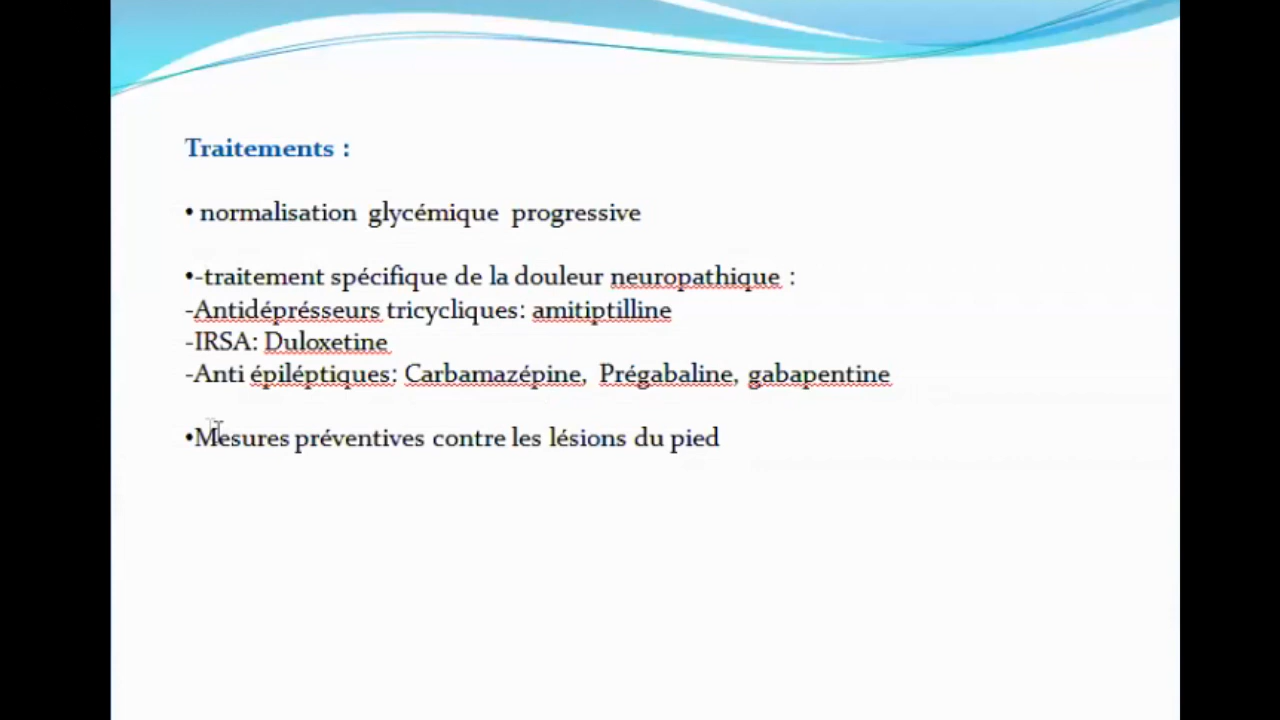 Traitements :
• normalisation glycémique progressive
•-traitement spécifique de la douleur neuropathique :
-Antidéprésseurs tricycliques: amitiptilline
-IRSA: Duloxetine
-Anti épiléptiques: Carbamazépine, Prégabaline, gabapentine
•Mesures préventives contre les lésions du pied